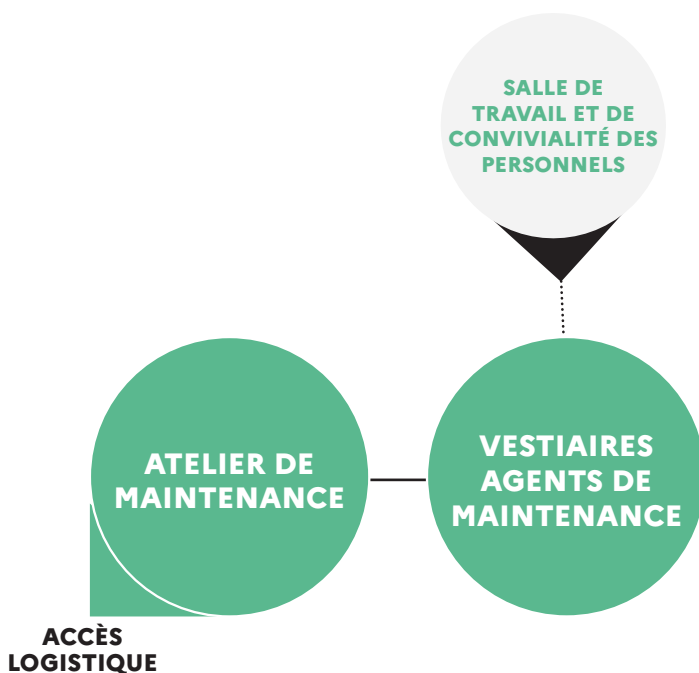 SALLE DE
TRAVAIL ET DE
CONVIVIALITÉ DES
PERSONNELS
ATELIER DE
MAINTENANCE
VESTIAIRES
AGENTS DE
MAINTENANCE
ACCÈS
LOGISTIQUE